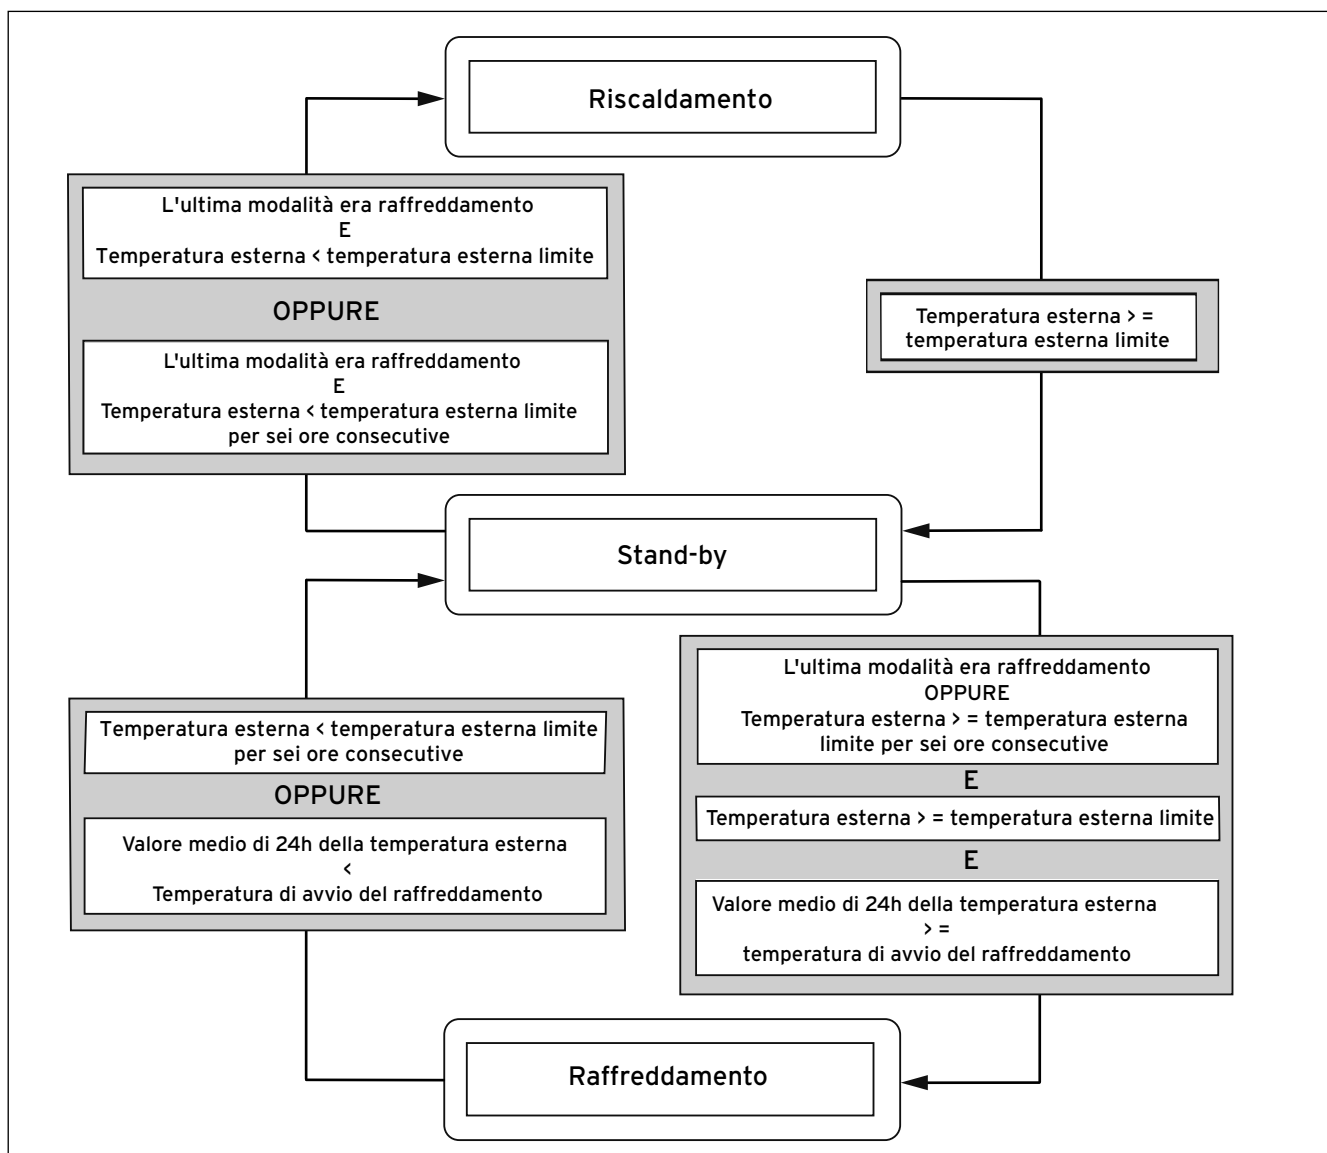 Riscaldamento
L'ultima modalità era raffreddamento
E
Temperatura esterna < temperatura esterna limite
OPPURE
L'ultima modalità era raffreddamento
E
Temperatura esterna < temperatura esterna limite
per sei ore consecutive
Temperatura esterna > =
temperatura esterna limite
Stand-by
Temperatura esterna < temperatura esterna limite
per sei ore consecutive
OPPURE
Valore medio di 24h della temperatura esterna
<
Temperatura di avvio del raffreddamento
L'ultima modalità era raffreddamento
OPPURE
Temperatura esterna > = temperatura esterna
limite per sei ore consecutive
E
Temperatura esterna > = temperatura esterna limite
E
Valore medio di 24h della temperatura esterna
> =
temperatura di avvio del raffreddamento
Raffreddamento